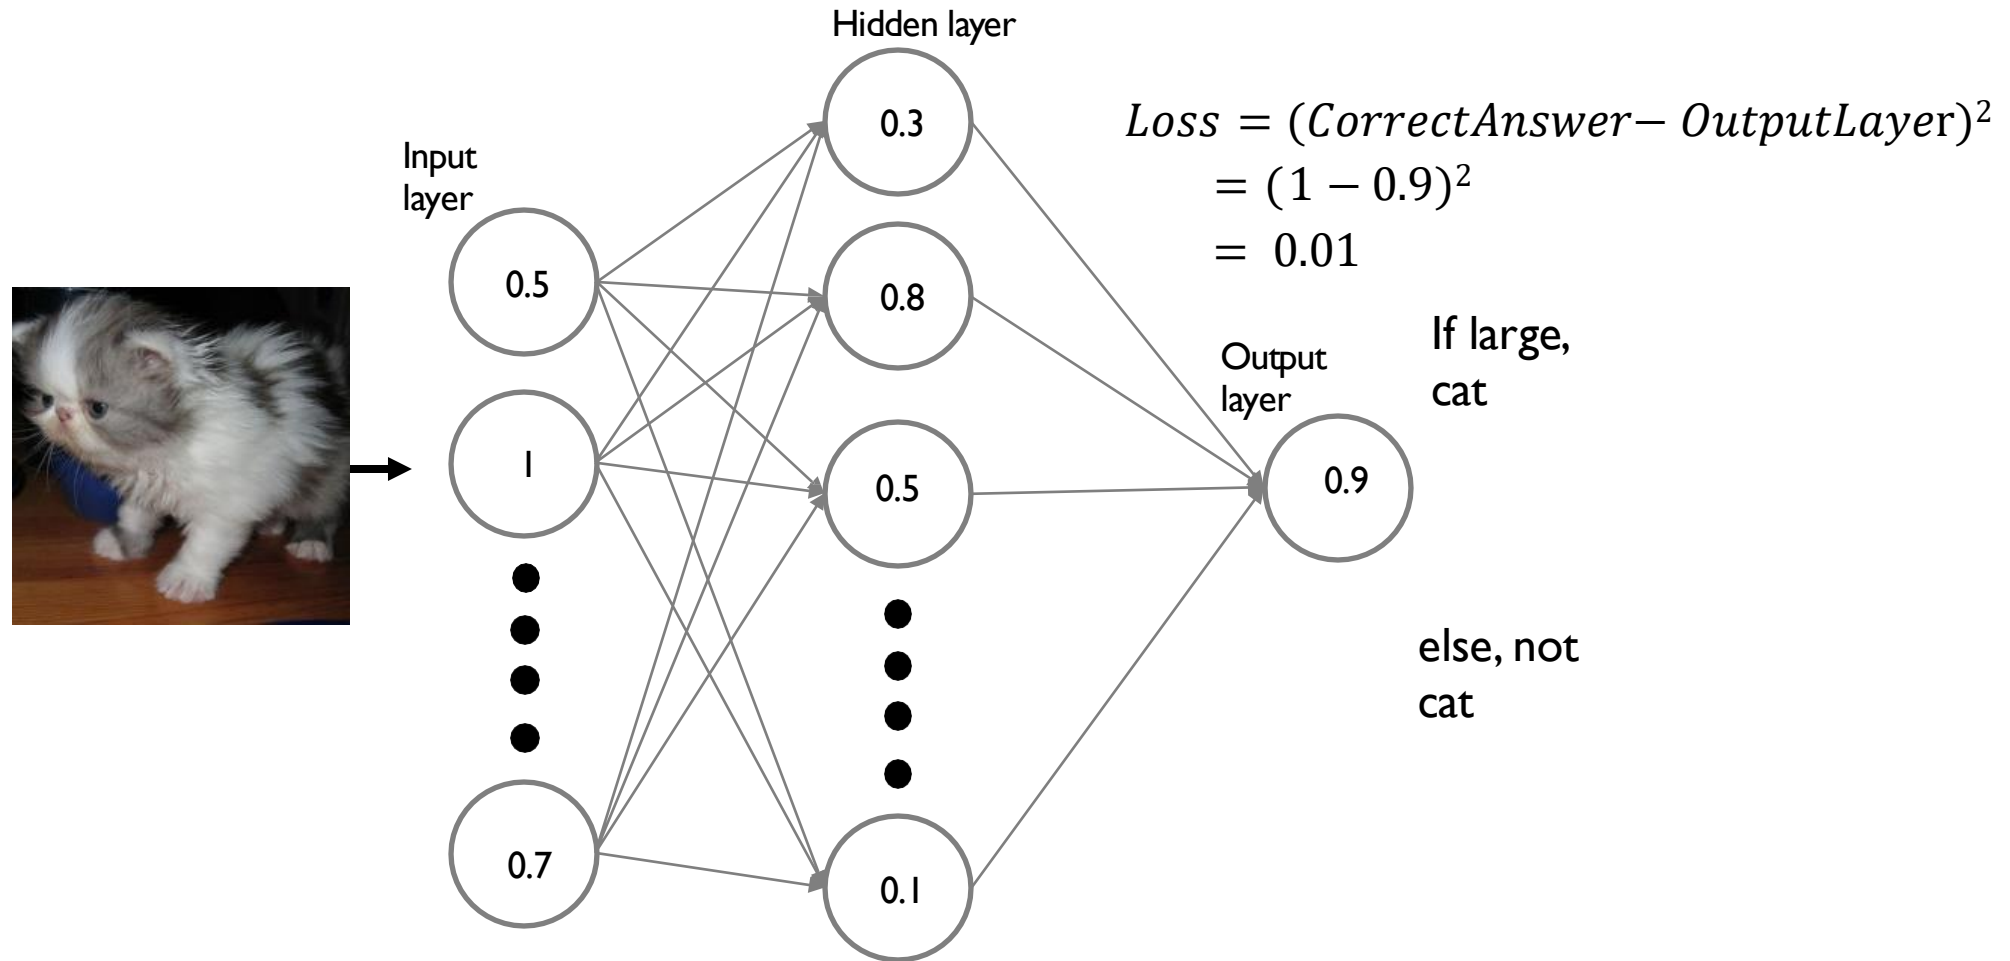 Hidden layer
Input
layer
0.5
1
0.7
0.3
0.8
0.5
0.1
Loss = (CorrectAnswer− OutputLayer)²
= (1 − 0.9)²
= 0.01
Output
layer
0.9
If large,
cat
else, not
cat